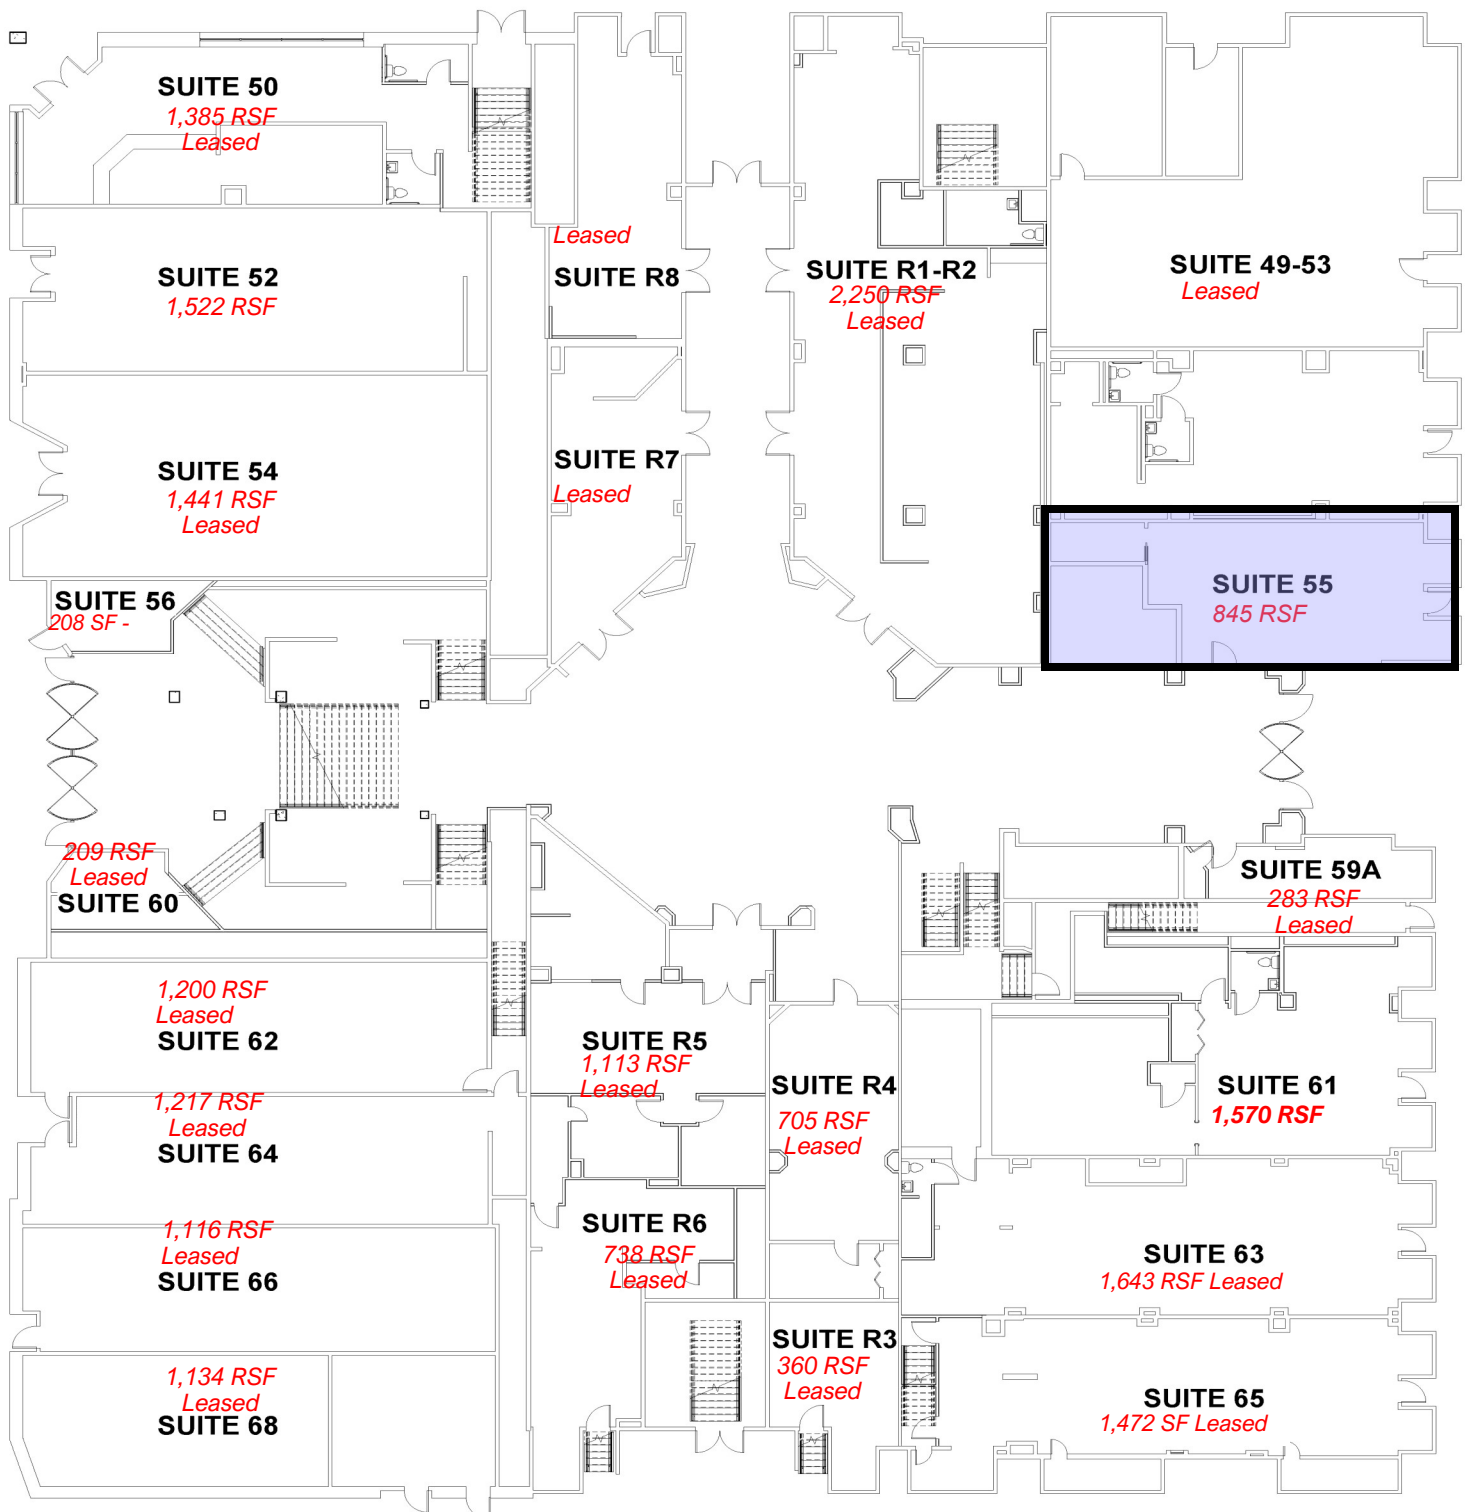 SUITE 50
1,385 RSF
Leased
SUITE 52
1,522 RSF
SUITE 54
1,441 RSF
Leased
SUITE 56
208 SF -
209 RSF
Leased
SUITE 60
1,200 RSF
Leased
SUITE 62
1,217 RSF
Leased
SUITE 64
1,116 RSF
Leased
SUITE 66
1,134 RSF
Leased
SUITE 68
Leased
SUITE R8
SUITE R7
Leased
SUITE R5
1,113 RSF
Leased
SUITE R6
738 RSF
Leased
SUITE R1-R2
2,250 RSF
Leased
SUITE R4
705 RSF
Leased
SUITE R3
360 RSF
Leased
SUITE 49-53
Leased
SUITE 55
845 RSF
SUITE 59A
283 RSF
Leased
SUITE 61
1,570 RSF
SUITE 63
1,643 RSF Leased
SUITE 65
1,472 SF Leased